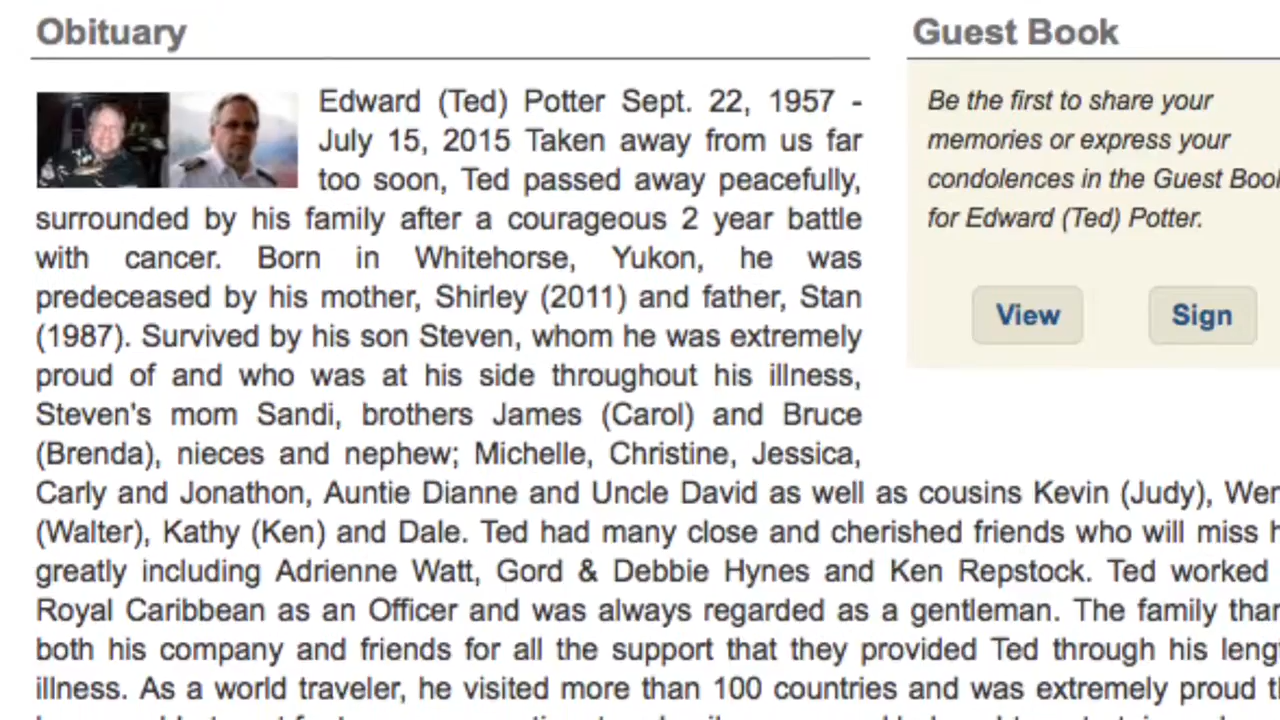 Obituary
Guest Book
Edward (Ted) Potter Sept. 22, 1957 -
July 15, 2015 Taken away from us far
too soon, Ted passed away peacefully,
surrounded by his family after a courageous 2 year battle
with cancer. Born in Whitehorse, Yukon, he was
predeceased by his mother, Shirley (2011) and father, Stan
(1987). Survived by his son Steven, whom he was extremely
proud of and who was at his side throughout his illness,
Steven's mom Sandi, brothers James (Carol) and Bruce
(Brenda), nieces and nephew; Michelle, Christine, Jessica,
Carly and Jonathon, Auntie Dianne and Uncle David as well as cousins Kevin (Judy),
(Walter), Kathy (Ken) and Dale. Ted had many close and cherished friends who will miss
greatly including Adrienne Watt, Gord & Debbie Hynes and Ken Repstock. Ted worked
Royal Caribbean as an Officer and was always regarded as a gentleman. The family
both his company and friends for all the support that they provided Ted through his
illness. As a world traveler, he visited more than 100 countries and was extremely proud
Be the first to share your
memories or express your
condolences in the Guest Book
for Edward (Ted) Potter.
View
Sign